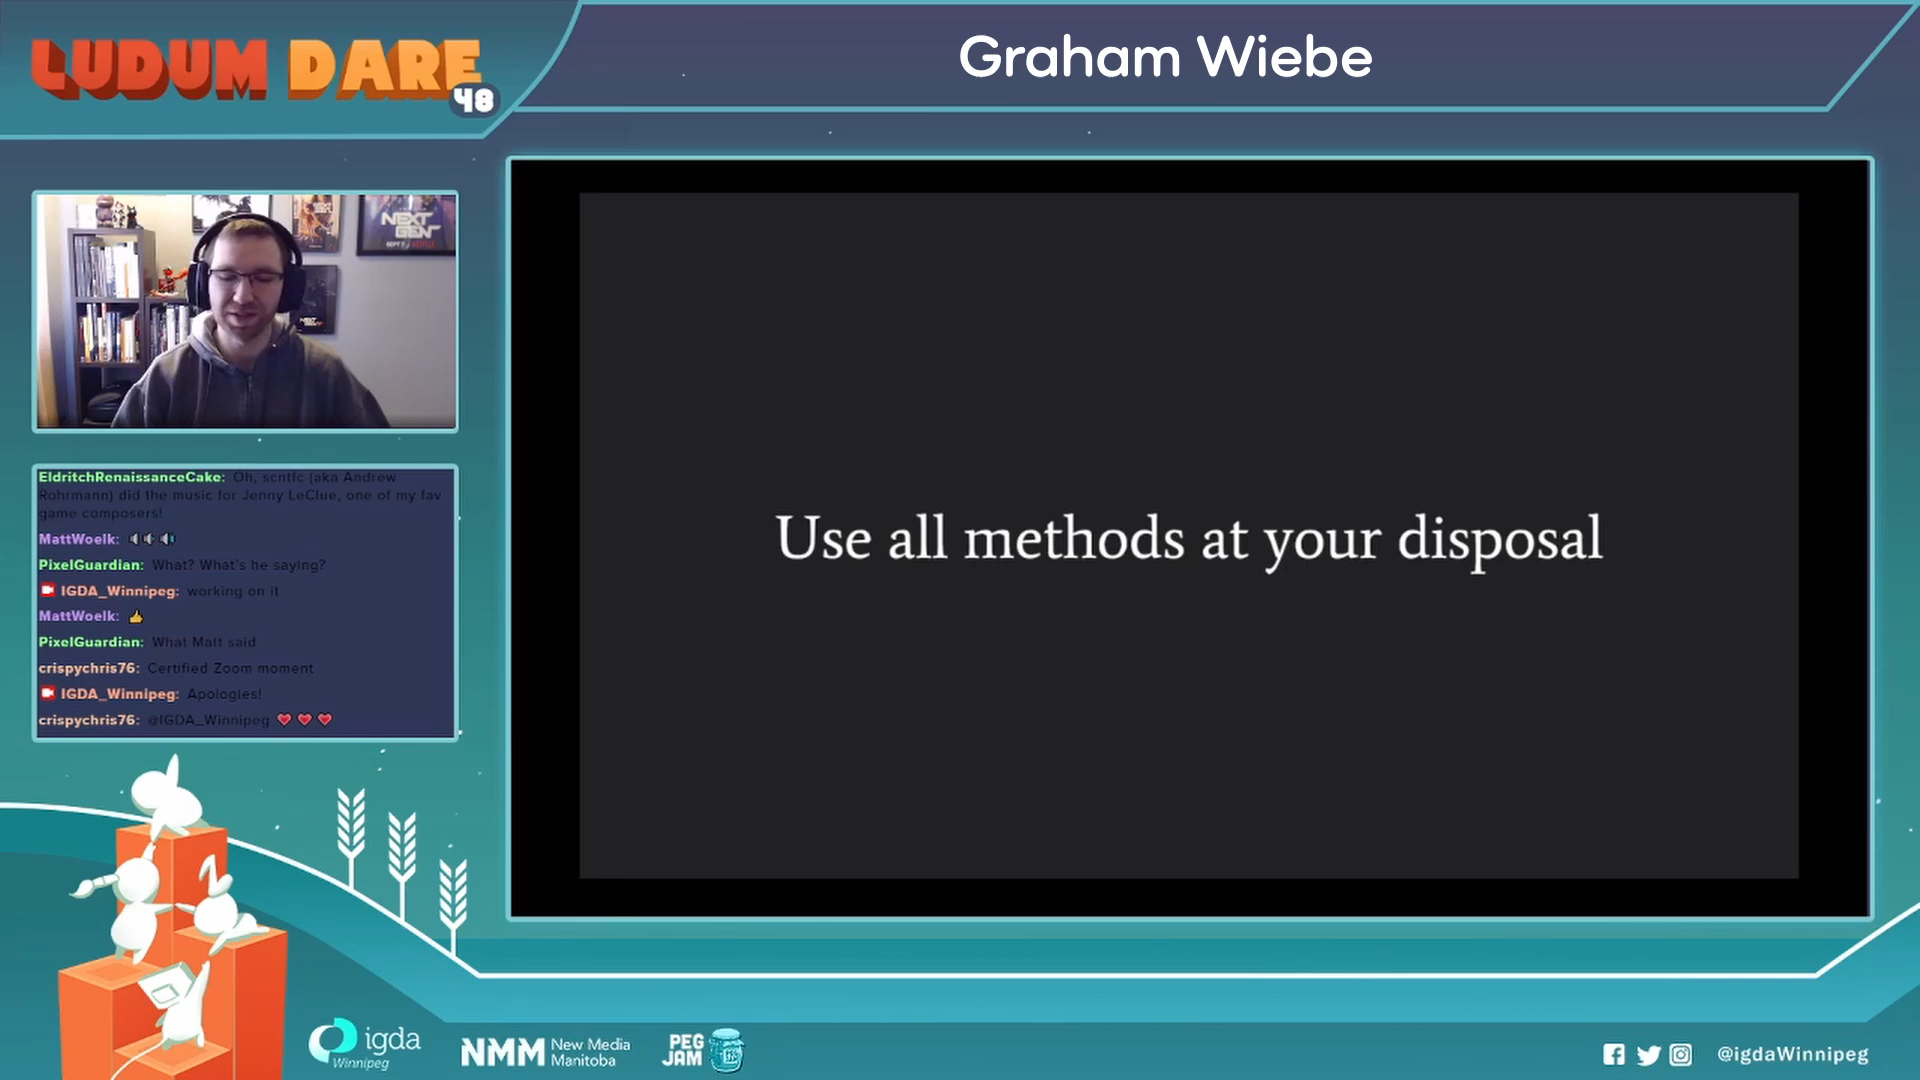 LUDUM DARE
48
Graham Wiebe
NEXT
GEN
EldritchRenaissanceCake: Oh, scntfc (aka Andrew
Rohrmann) did the music for Jenny LeClue, one of my fav
game composers!
MattWoelk: 🔈🔉🔊
PixelGuardian: What? What's he saying?
IGDA_Winnipeg: working on it
MattWoelk: 👍
PixelGuardian: What Matt said
crispychris76: Certified Zoom moment
IGDA_Winnipeg: Apologies!
crispychris76: @IGDA_Winnipeg ❤️ ❤️ ❤️
Use all methods at your disposal
igda
Winnipeg
NMM New Media
Manitoba
PEG
JAM
@igdaWinnipeg